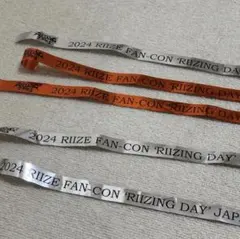 2024 RIIZE FAN-CON 'RIIZING DAY
2024 RIIZE FAN-CON 'RIIZING
2024 RIIZE FAN-CON 'RIIZING DAY'
2024 RIIZE FAN-CON 'RIIZING DAY'
2024 RIIZE FAN-CON 'RIIZING DAY' JAP